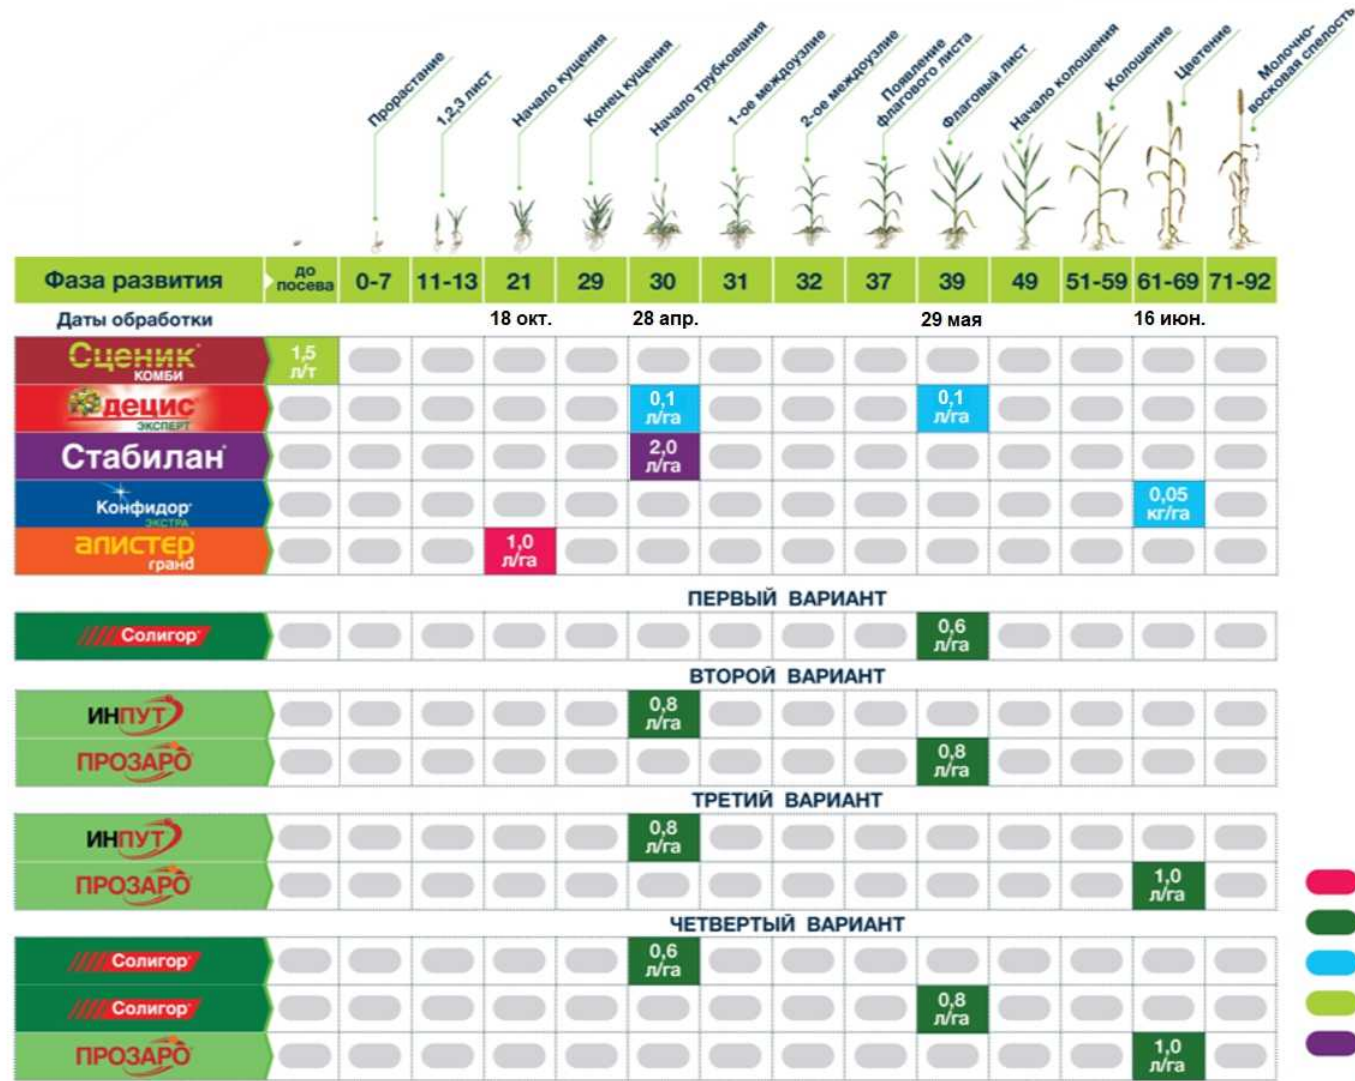 Прорастание
1,2,3 лист
Начало кущения
Конец кущения
Начало трубкования
1-ое междоузлие
2-ое междоузлие
Появление
флагового листа
Флаговый лист
Начало колошения
Колошение
Цветение
Молочно-
восковая спелость
Фаза развития до посева 0-7 11-13 21 29 30 31 32 37 39 49 51-59 61-69 71-92
Даты обработки 18 окт. 28 апр. 29 мая 16 июн.
Сценик КОМБИ 1,5 л/т
децис ЭКСПЕРТ 0,1 л/га 0,1 л/га
Стабилан 2,0 л/га
Конфидор ЭКСТРА 0,05 кг/га
алистер гранд 1,0 л/га
ПЕРВЫЙ ВАРИАНТ
Солигор 0,6 л/га
ВТОРОЙ ВАРИАНТ
ИНПУТ 0,8 л/га
ПРОЗАРО 0,8 л/га
ТРЕТИЙ ВАРИАНТ
ИНПУТ 0,8 л/га
ПРОЗАРО 1,0 л/га
ЧЕТВЕРТЫЙ ВАРИАНТ
Солигор 0,6 л/га
Солигор 0,8 л/га
ПРОЗАРО 1,0 л/га